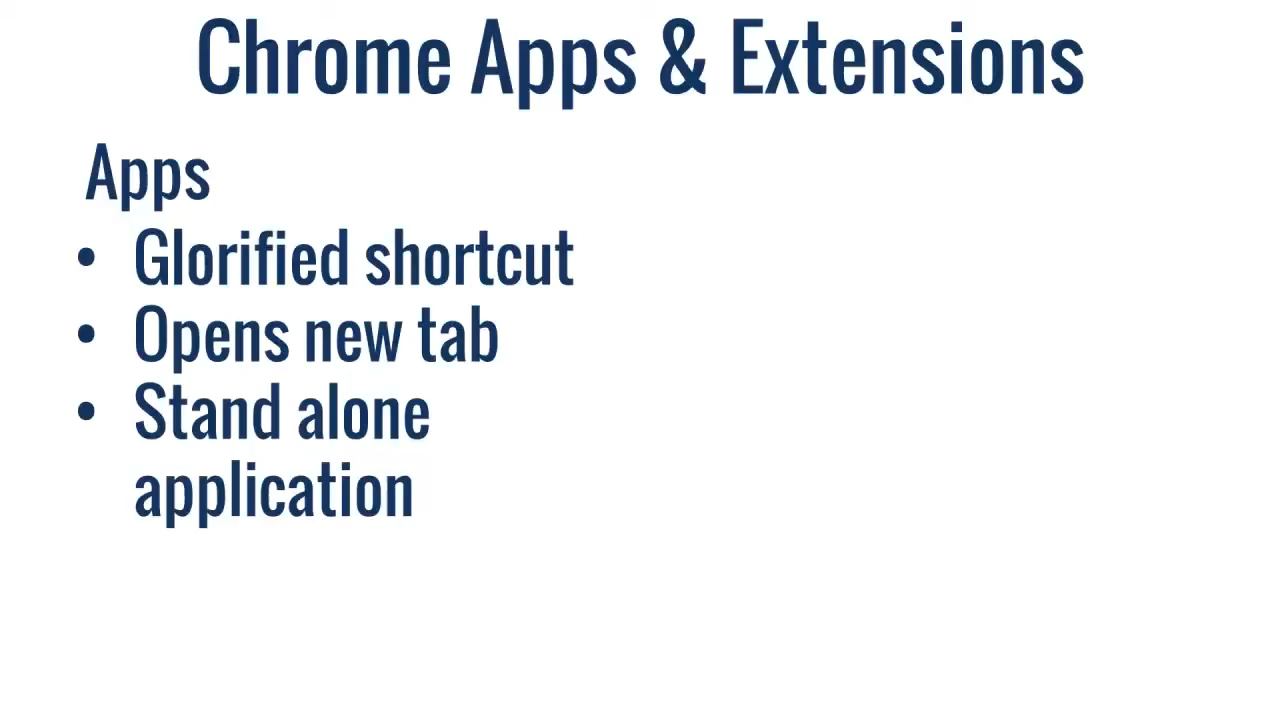 Chrome Apps & Extensions
Apps
• Glorified shortcut
• Opens new tab
• Stand alone
application